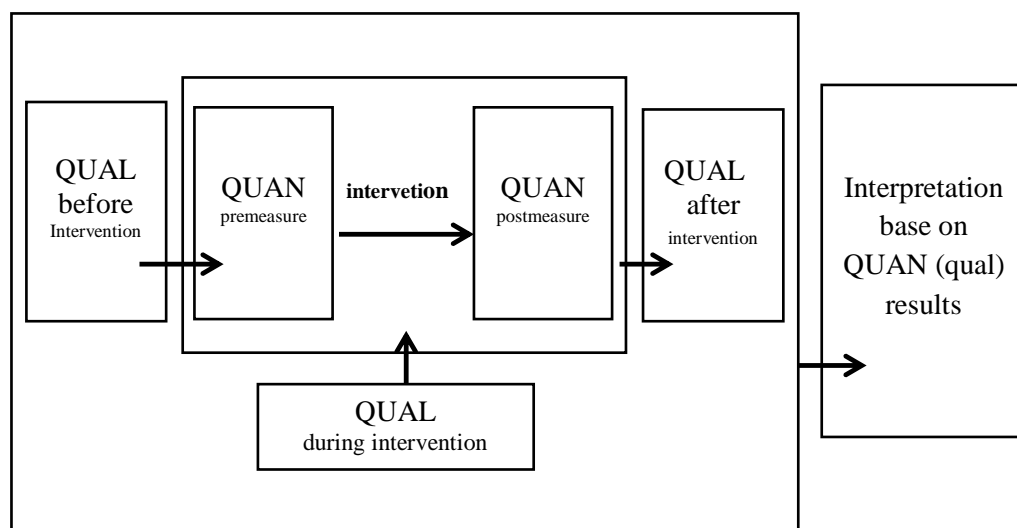 QUAL
before
Intervention
QUAN
premeasure
intervetion
QUAN
postmeasure
QUAL
after
intervention
QUAL
during intervention
Interpretation
base on
QUAN (qual)
results